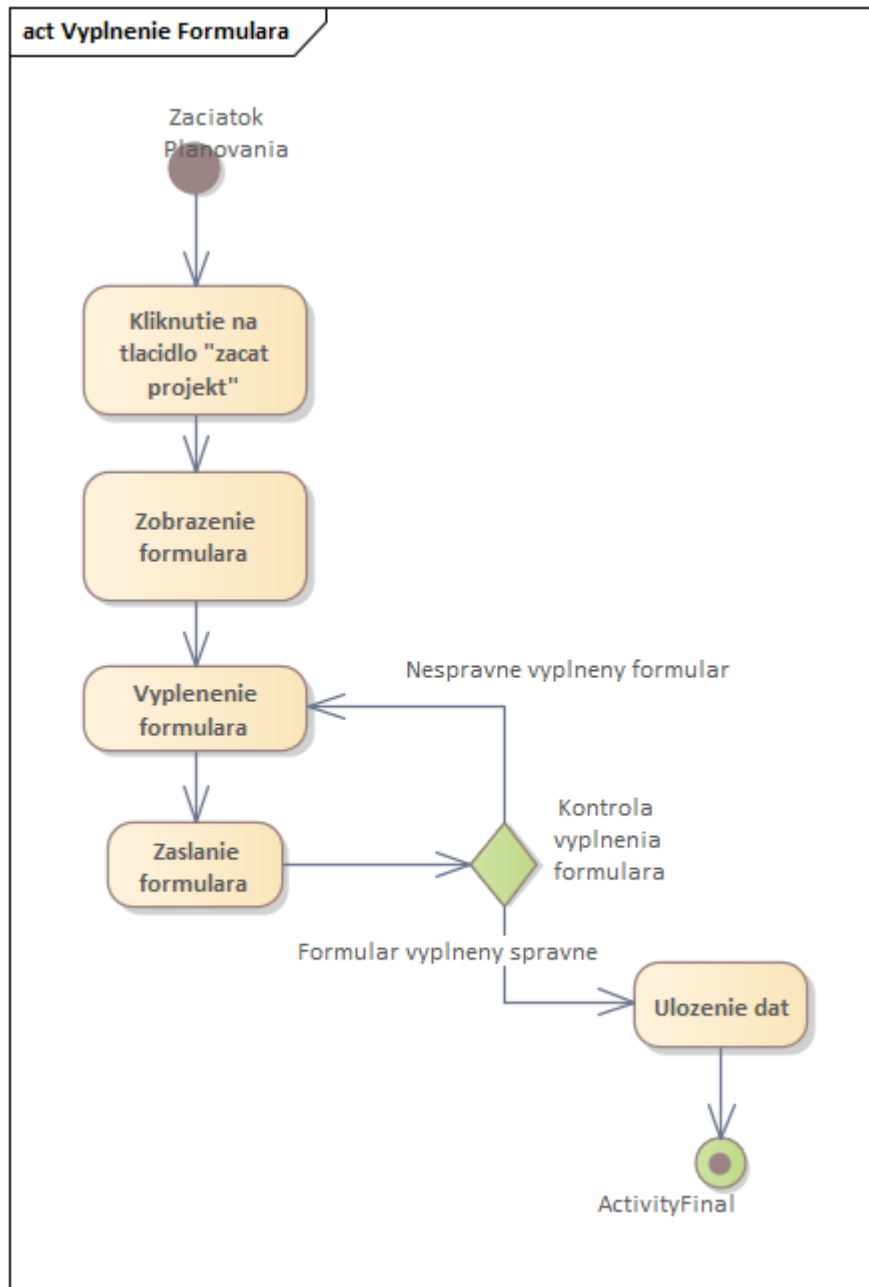 act Vyplnenie Formulara
Zaciatok
Planovania
Kliknutie na
tlacidlo "zacat
projekt"
Zobrazenie
formulara
Nespravne vyplneny formular
Vyplenenie
formulara
Kontrola
vyplnenia
formulara
Zaslanie
formulara
Formular vyplneny spravne
Ulozenie dat
ActivityFinal